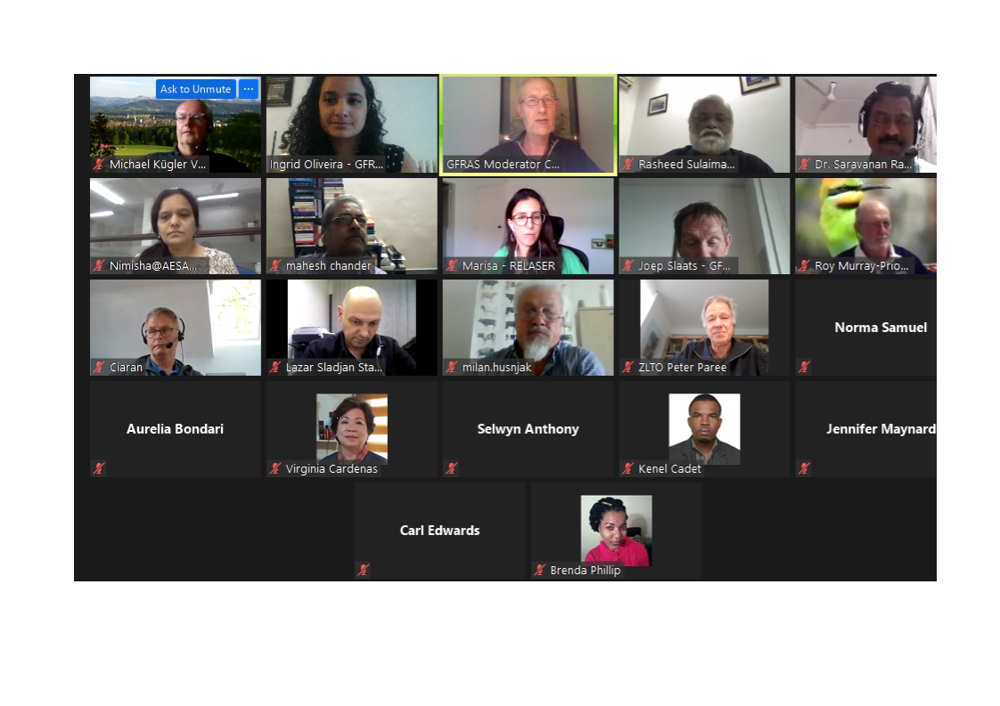 Ask to Unmute ...
Michael Kügler V...
Ingrid Oliveira - GFR...
GFRAS Moderator C...
Rasheed Sulaima...
Dr. Saravanan Ra...
Nimisha@AESA...
mahesh chander
Marisa - RELASER
Joep Slaats - GF...
Roy Murray-Prio...
Ciaran
Lazar Sladjan Sta...
milan.husnjak
ZLTO Peter Paree
Norma Samuel
Aurelia Bondari
Virginia Cardenas
Selwyn Anthony
Kenel Cadet
Jennifer Maynard
Carl Edwards
Brenda Phillip